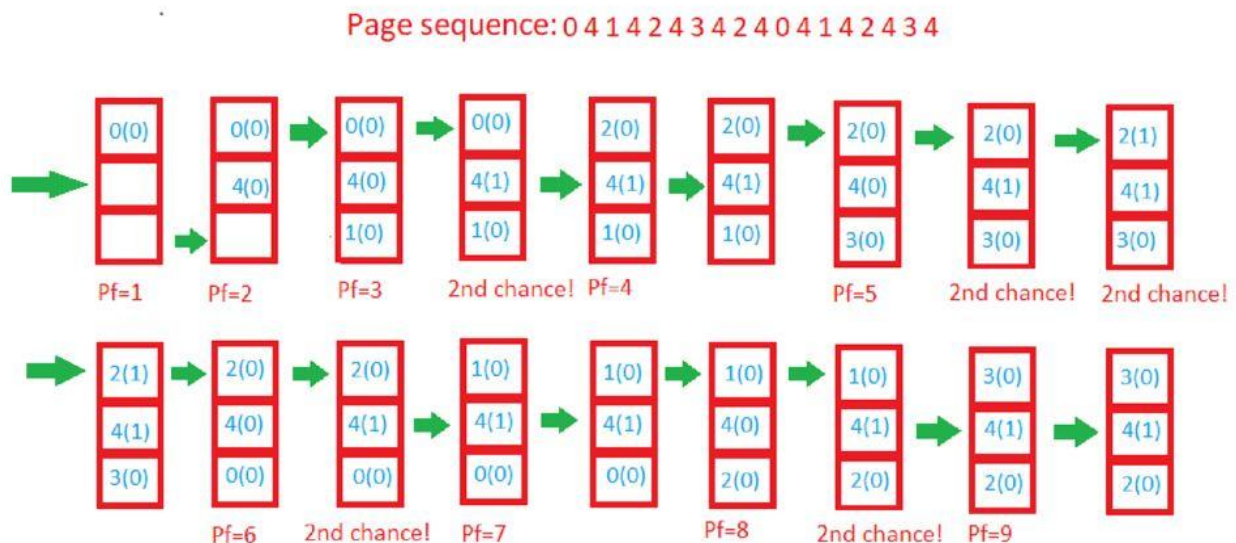 Page sequence: 0 4 1 4 2 4 3 4 2 4 0 4 1 4 2 4 3 4
0(0) 0(0) 0(0) 0(0) 2(0) 2(0) 2(0) 2(0) 2(1)
4(0) 4(0) 4(1) 4(1) 4(1) 4(0) 4(1) 4(1)
1(0) 1(0) 1(0) 1(0) 3(0) 3(0) 3(0)
Pf=1 Pf=2 Pf=3 2nd chance! Pf=4 Pf=5 2nd chance! 2nd chance!
2(1) 2(0) 2(0) 1(0) 1(0) 1(0) 1(0) 3(0) 3(0)
4(1) 4(0) 4(1) 4(1) 4(1) 4(0) 4(1) 4(1) 4(1)
3(0) 0(0) 0(0) 0(0) 0(0) 2(0) 2(0) 2(0) 2(0)
Pf=6 2nd chance! Pf=7 Pf=8 2nd chance! Pf=9